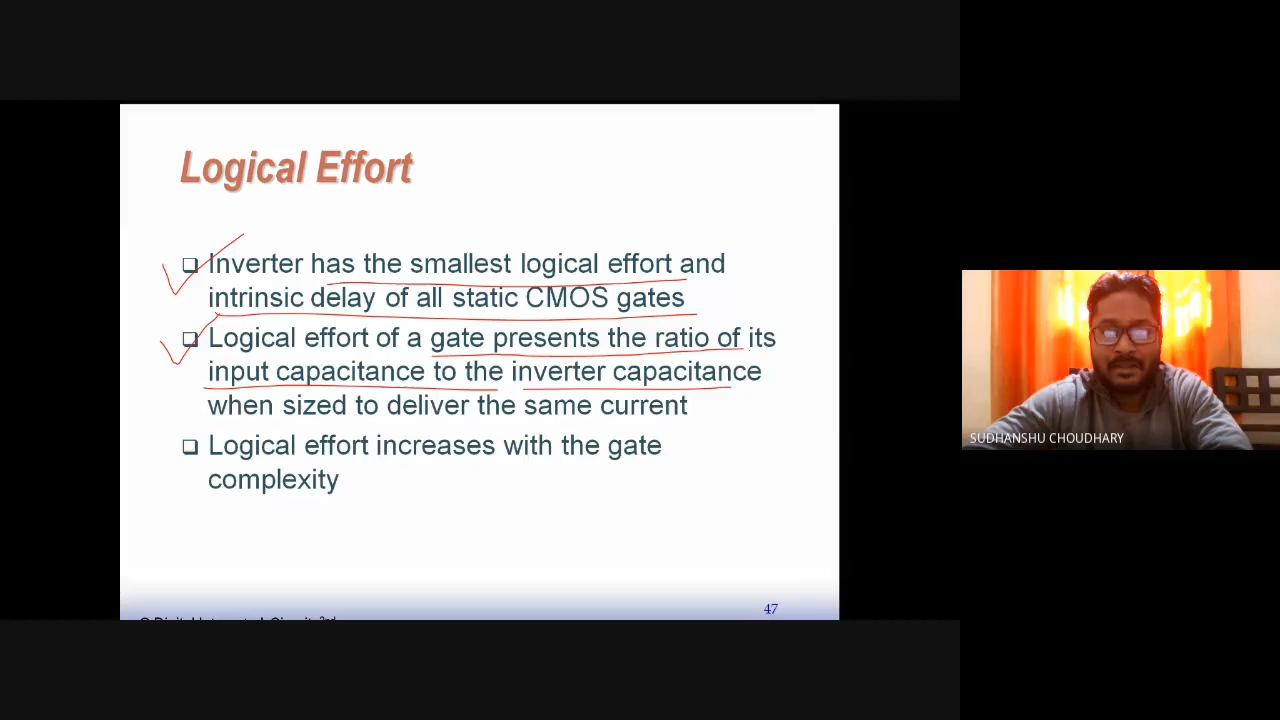 Logical Effort
❑ Inverter has the smallest logical effort and
intrinsic delay of all static CMOS gates
❑ Logical effort of a gate presents the ratio of its
input capacitance to the inverter capacitance
when sized to deliver the same current
❑ Logical effort increases with the gate
complexity
47
SUDHANSHU CHOUDHARY